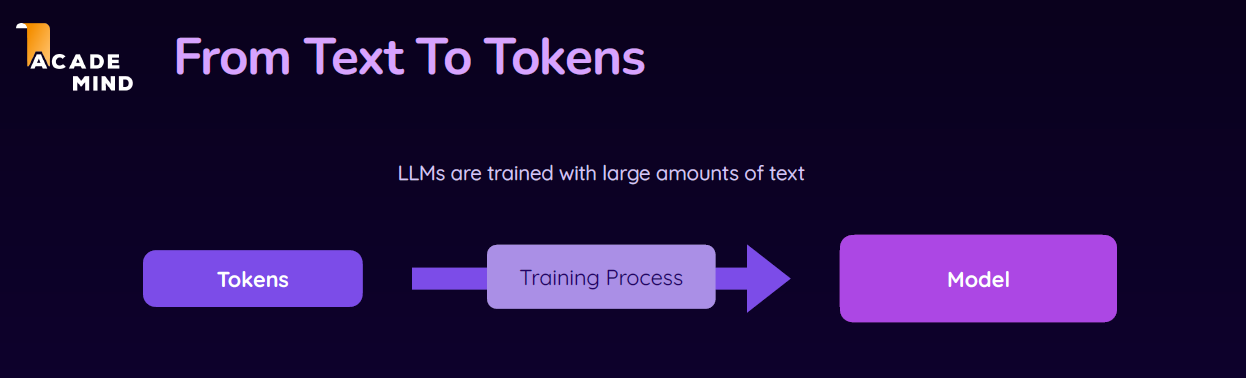 ACADE
MIND
From Text To Tokens
LLMs are trained with large amounts of text
Tokens
Training Process
Model